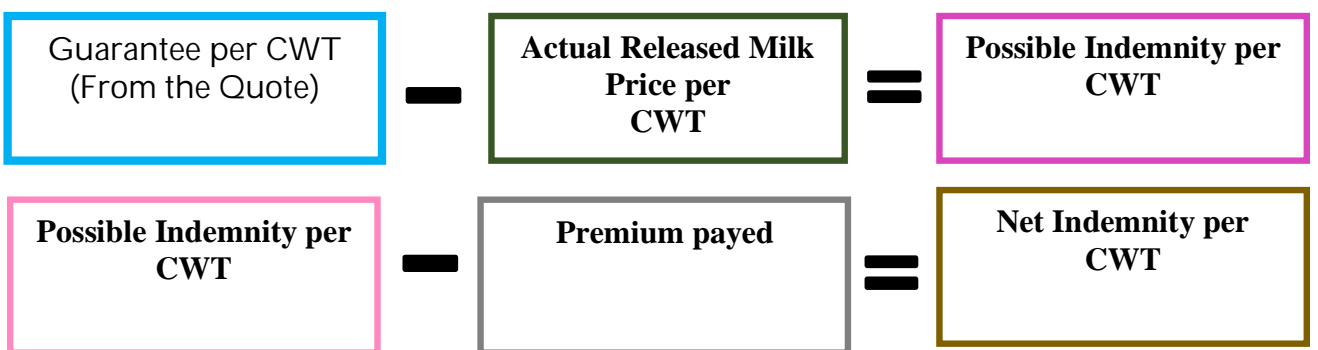 Guarantee per CWT
(From the Quote)
-
Actual Released Milk
Price per
CWT
=
Possible Indemnity per
CWT
Possible Indemnity per
CWT
-
Premium payed
=
Net Indemnity per
CWT